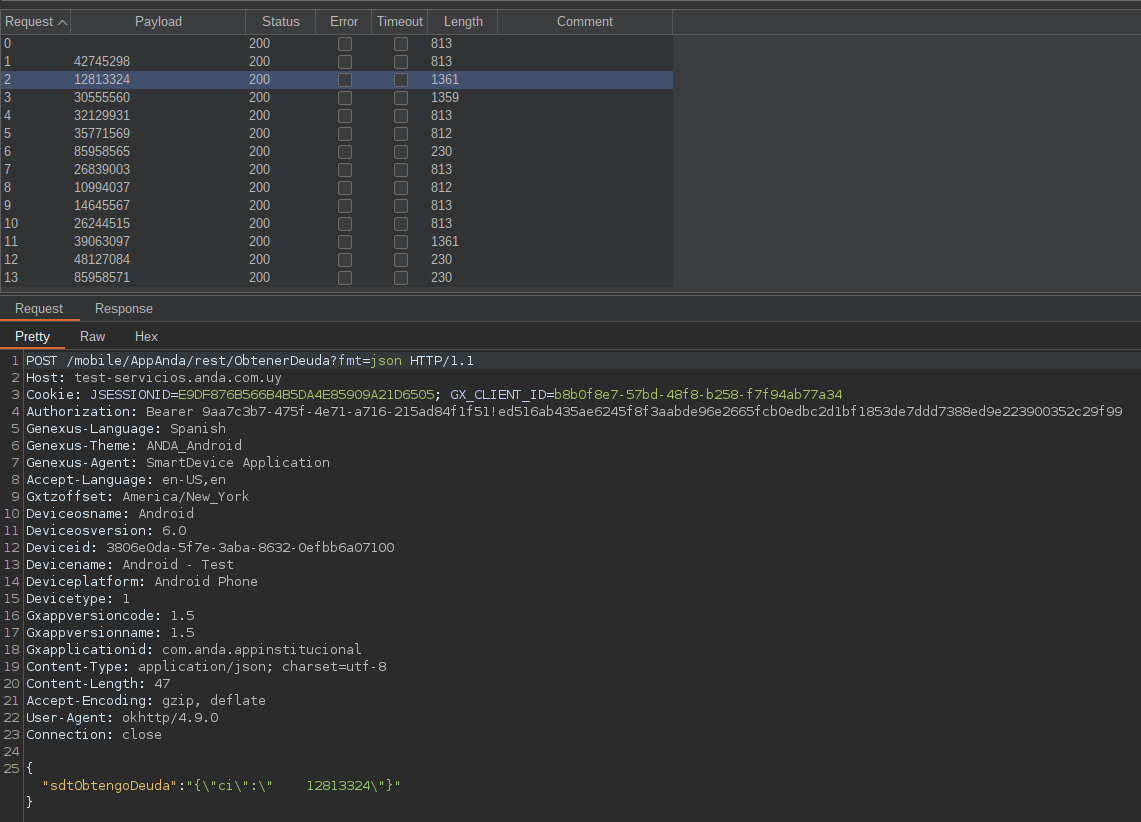 Request Payload Status Error Timeout Length Comment
0 200 813
1 42745298 200 813
2 12813324 200 1361
3 30555560 200 1359
4 32129931 200 813
5 35771569 200 812
6 85958565 200 230
7 26839003 200 813
8 10994037 200 812
9 14645567 200 813
10 26244515 200 813
11 39063097 200 1361
12 48127084 200 230
13 85958571 200 230
Request Response
Pretty Raw Hex
1 POST /mobile/AppAnda/rest/ObtenerDeuda?fmt=json HTTP/1.1
2 Host: test-servicios.anda.com.uy
3 Cookie: JSESSIONID=E9DF876B566B4B5DA4E85909A21D6505; GX_CLIENT_ID=b8b0f8e7-57bd-48f8-b258-f7f94ab77a34
4 Authorization: Bearer 9aa7c3b7-475f-4e71-a716-215ad84f1f51!ed516ab435ae6245f8f3aabde96e2665fcb0edbc2d1bf1853de7ddd7388ed9e223900352c29f99
5 Genexus-Language: Spanish
6 Genexus-Theme: ANDA_Android
7 Genexus-Agent: SmartDevice Application
8 Accept-Language: en-US,en
9 Gxtzoffset: America/New_York
10 Deviceosname: Android
11 Deviceosversion: 6.0
12 Deviceid: 3806e0da-5f7e-3aba-8632-0efbb6a07100
13 Devicename: Android - Test
14 Deviceplatform: Android Phone
15 Devicetype: 1
16 Gxappversioncode: 1.5
17 Gxappversionname: 1.5
18 Gxapplicationid: com.anda.appinstitucional
19 Content-Type: application/json; charset=utf-8
20 Content-Length: 47
21 Accept-Encoding: gzip, deflate
22 User-Agent: okhttp/4.9.0
23 Connection: close
24
25 {
"sdtObtengoDeuda":"{\"ci\":\"    12813324\"}"
}